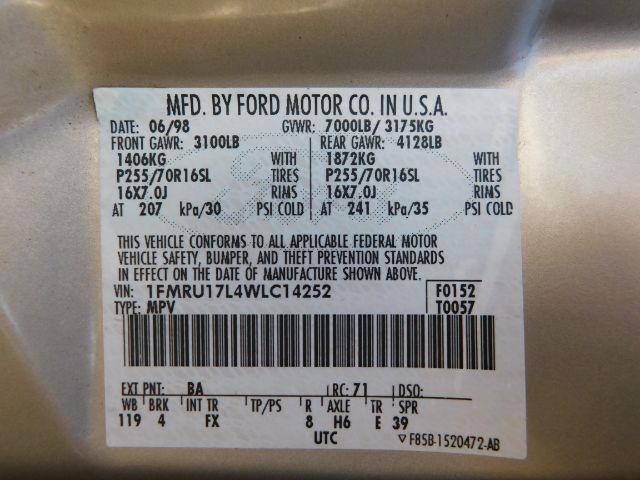 MFD. BY FORD MOTOR CO. IN U.S.A.
DATE: 06/98 GVWR: 7000LB/ 3175KG
FRONT GAWR: 3100LB REAR GAWR: 4128LB
1406KG WITH 1872KG WITH
P255/70R16SL TIRES P255/70R16SL TIRES
16X7.0J RIMS 16X7.0J RIMS
AT 207 kPa/30 PSI COLD AT 241 kPa/35 PSI COLD
THIS VEHICLE CONFORMS TO ALL APPLICABLE FEDERAL MOTOR
VEHICLE SAFETY, BUMPER, AND THEFT PREVENTION STANDARDS
IN EFFECT ON THE DATE OF MANUFACTURE SHOWN ABOVE.
VIN: 1FMRU17L4WLC14252 F0152
TYPE: MPV T0057
EXT PNT: BA RC: 71 DSO:
WB BRK INT TR TP/PS R AXLE TR SPR
119 4 FX 8 H6 E 39
UTC ▽ F85B-1520472-AB